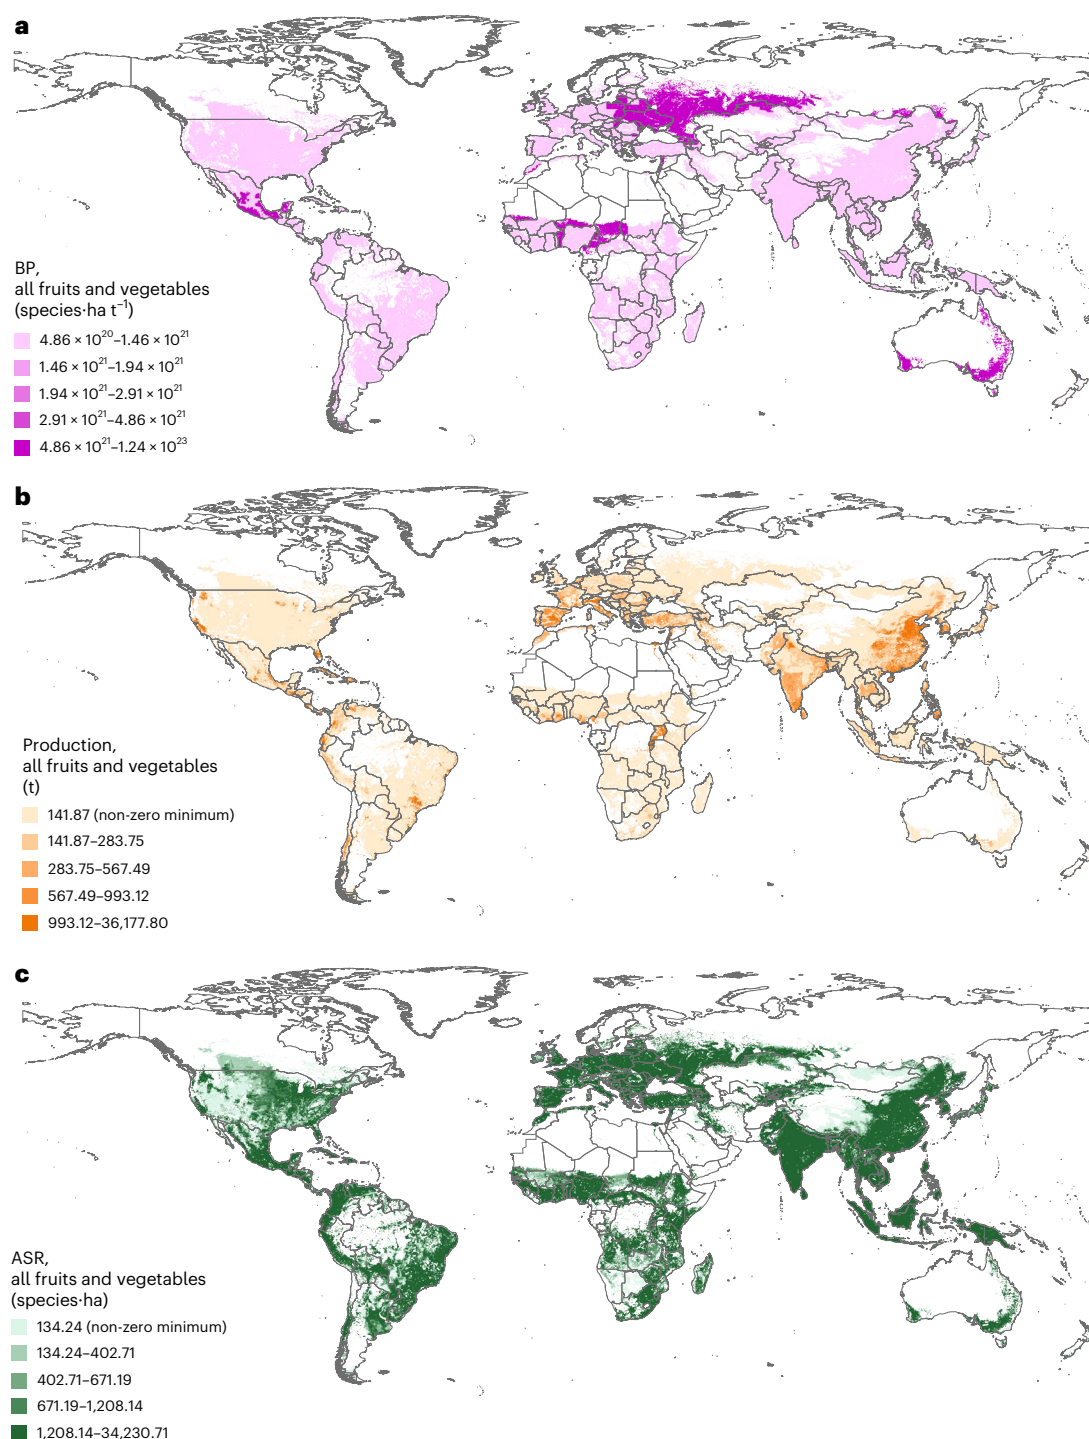 a
BP,
all fruits and vegetables
(species·ha t⁻¹)
4.86 × 10²⁰–1.46 × 10²¹
1.46 × 10²¹–1.94 × 10²¹
1.94 × 10²¹–2.91 × 10²¹
2.91 × 10²¹–4.86 × 10²¹
4.86 × 10²¹–1.24 × 10²³
b
Production,
all fruits and vegetables
(t)
141.87 (non-zero minimum)
141.87–283.75
283.75–567.49
567.49–993.12
993.12–36,177.80
c
ASR,
all fruits and vegetables
(species·ha)
134.24 (non-zero minimum)
134.24–402.71
402.71–671.19
671.19–1,208.14
1,208.14–34,230.71